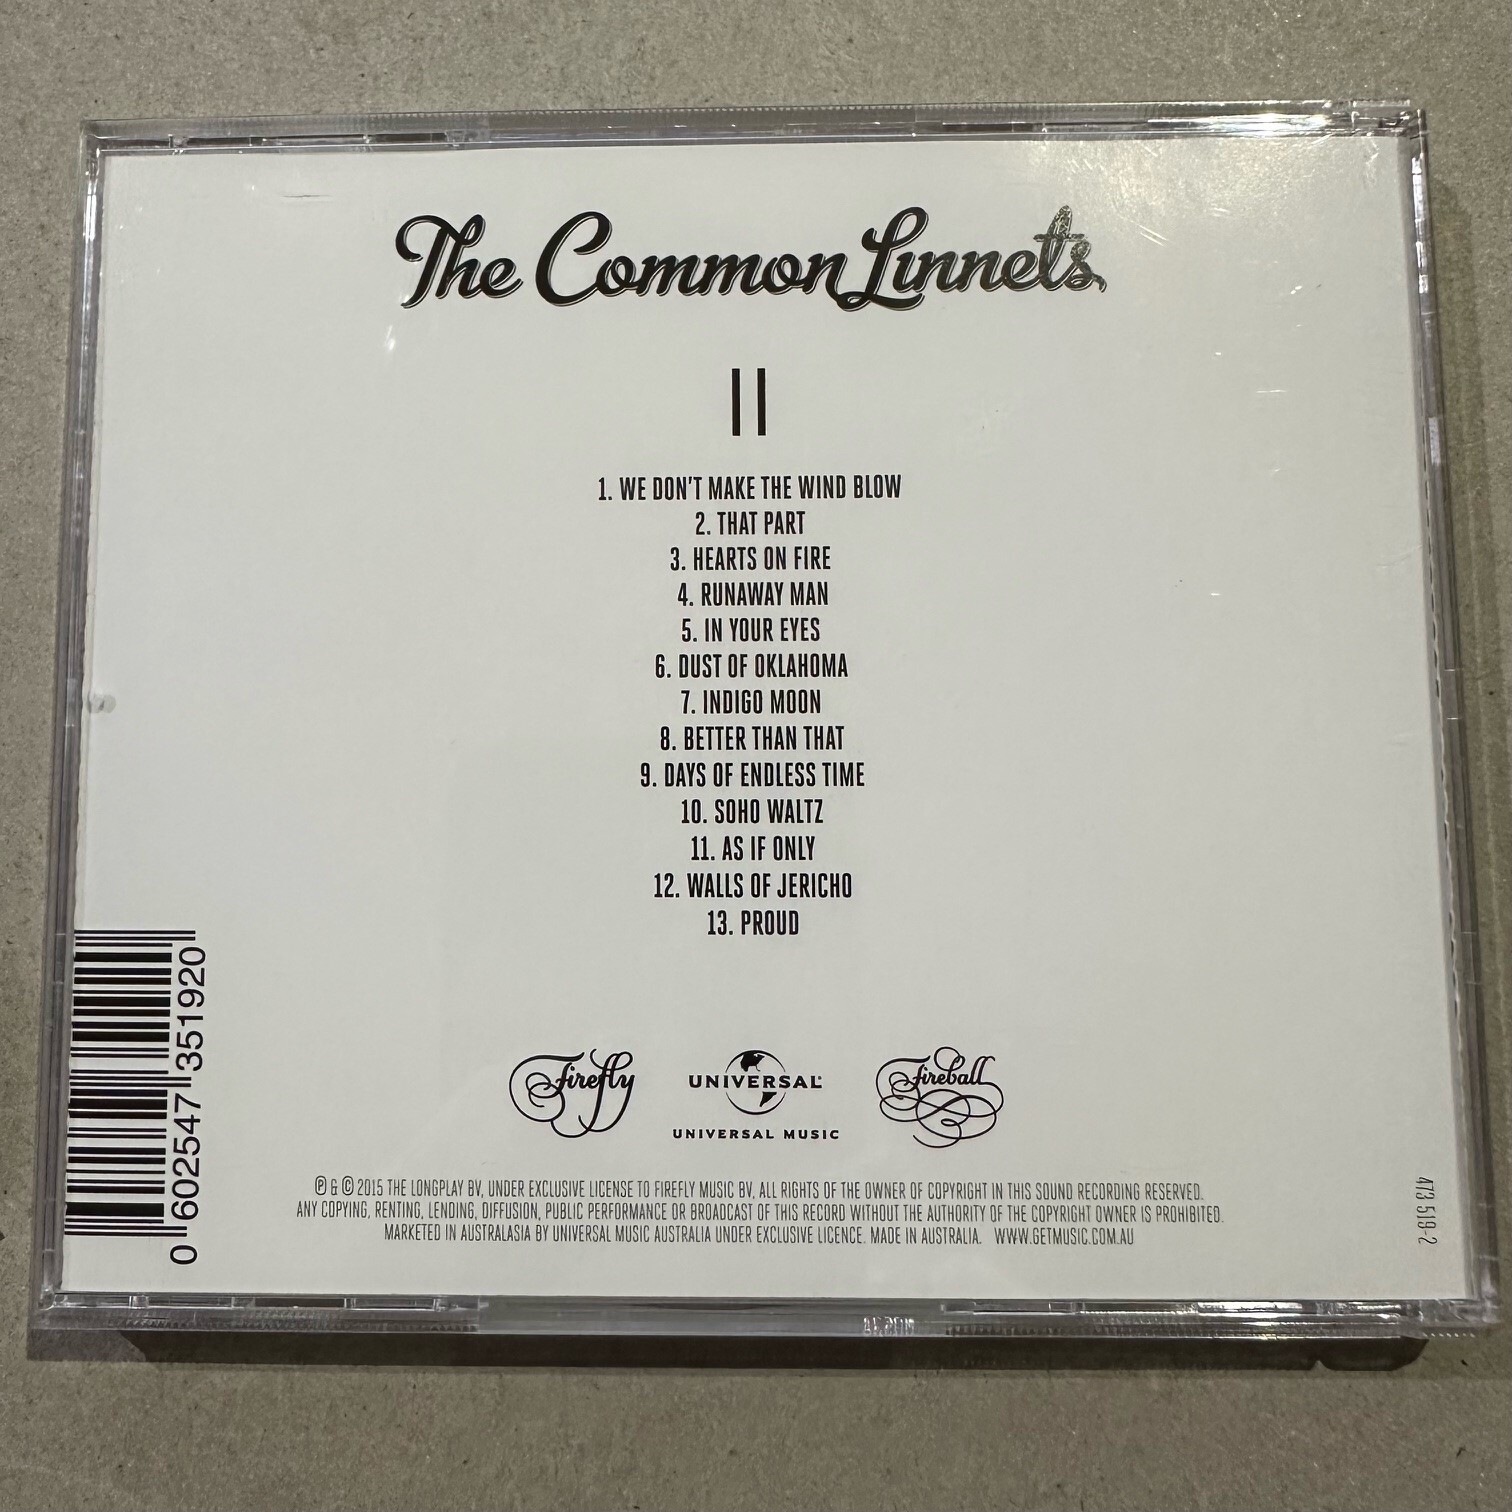 The Common Linnets
II
1. WE DON'T MAKE THE WIND BLOW
2. THAT PART
3. HEARTS ON FIRE
4. RUNAWAY MAN
5. IN YOUR EYES
6. DUST OF OKLAHOMA
7. INDIGO MOON
8. BETTER THAN THAT
9. DAYS OF ENDLESS TIME
10. SOHO WALTZ
11. AS IF ONLY
12. WALLS OF JERICHO
13. PROUD
0 602547 351920
Firefly
UNIVERSAL
UNIVERSAL MUSIC
Fireball
℗ & © 2015 THE LONGPLAY BV, UNDER EXCLUSIVE LICENSE TO FIREFLY MUSIC BV, ALL RIGHTS OF THE OWNER OF COPYRIGHT IN THIS SOUND RECORDING RESERVED.
ANY COPYING, RENTING, LENDING, DIFFUSION, PUBLIC PERFORMANCE OR BROADCAST OF THIS RECORD WITHOUT THE AUTHORITY OF THE COPYRIGHT OWNER IS PROHIBITED.
MARKETED IN AUSTRALASIA BY UNIVERSAL MUSIC AUSTRALIA UNDER EXCLUSIVE LICENCE. MADE IN AUSTRALIA. WWW.GETMUSIC.COM.AU
473 519-2